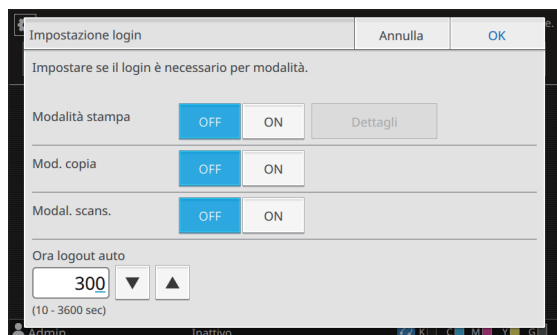 Impostazione login
Annulla
OK
Impostare se il login è necessario per modalità.
Modalità stampa
OFF
ON
Dettagli
Mod. copia
OFF
ON
Modal. scans.
OFF
ON
Ora logout auto
300
(10 - 3600 sec)
Admin
Inattivo
K
C
M
Y
G